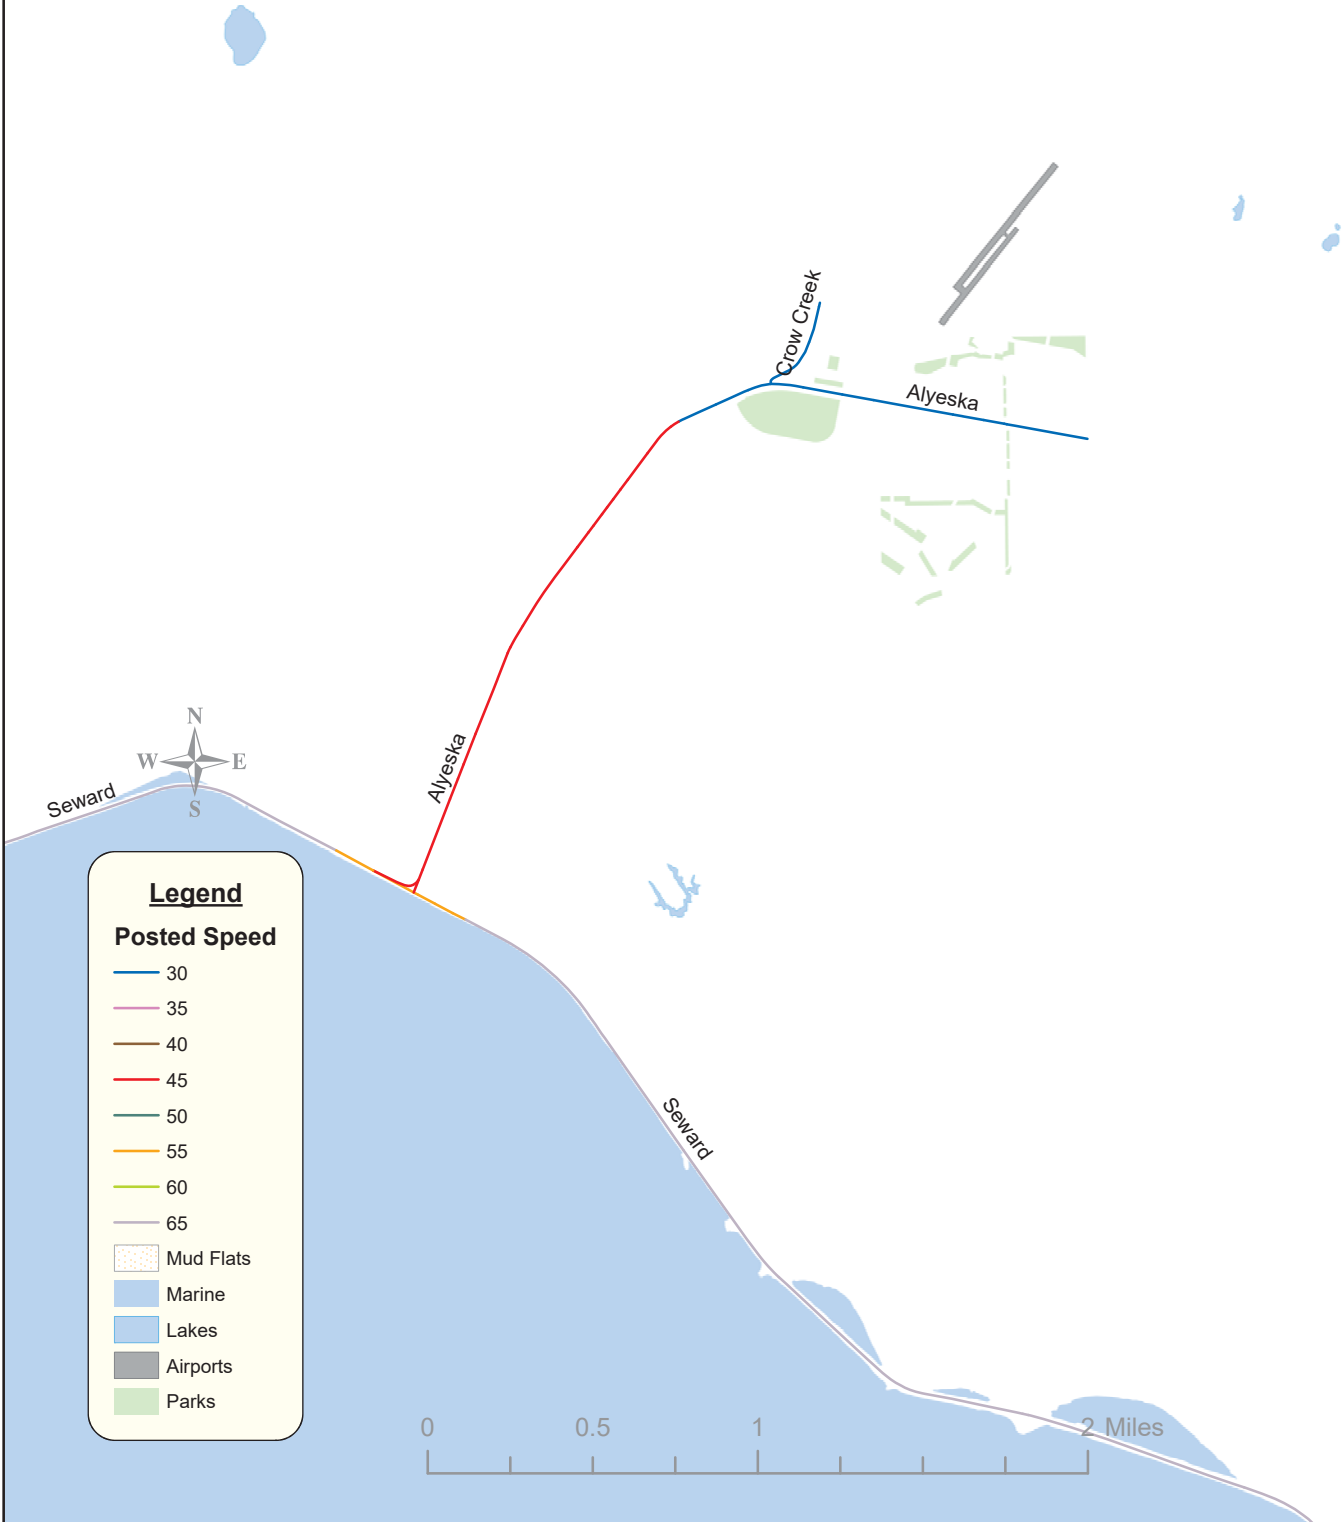 Crow Creek
Alyeska
Alyeska
N
W E
S
Seward
Seward
Legend
Posted Speed
30
35
40
45
50
55
60
65
Mud Flats
Marine
Lakes
Airports
Parks
0 0.5 1 2 Miles